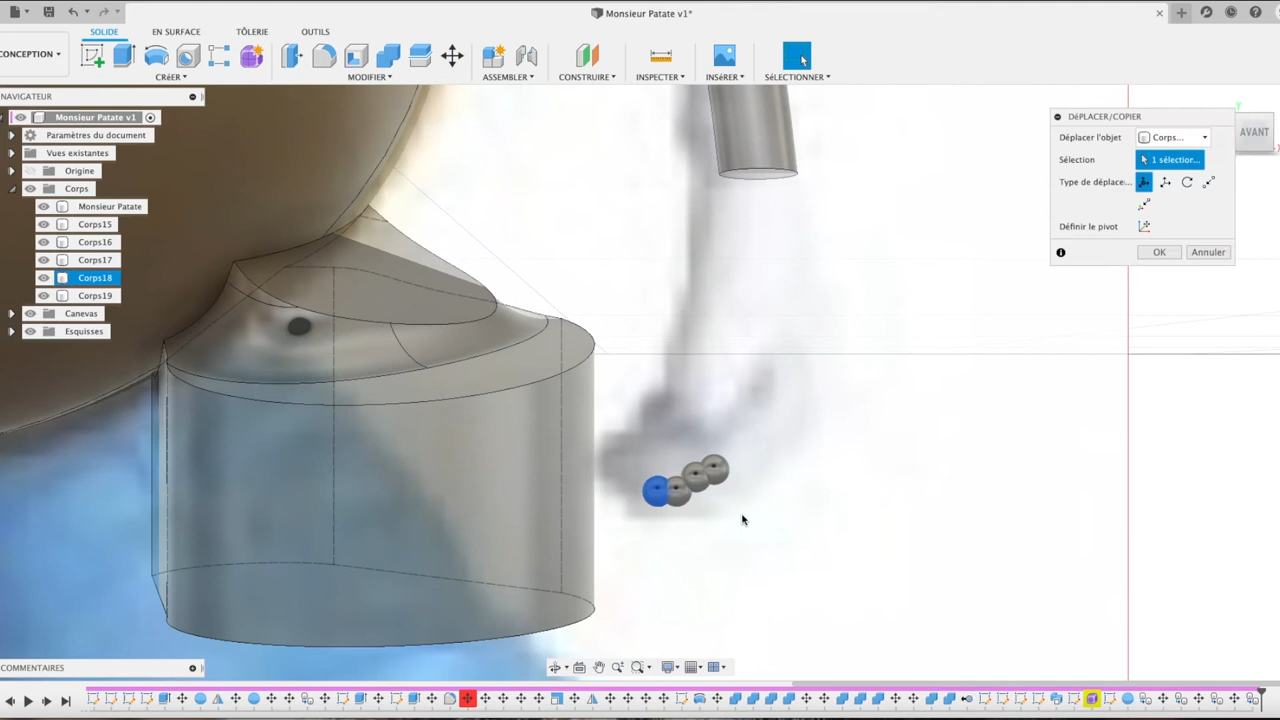 Monsieur Patate v1*
SOLIDE EN SURFACE TÔLERIE OUTILS
CONCEPTION
CRÉER MODIFIER ASSEMBLER CONSTRUIRE INSPECTER INSÉRER SÉLECTIONNER
NAVIGATEUR
Monsieur Patate v1
Paramètres du document
Vues existantes
Origine
Corps
Monsieur Patate
Corps15
Corps16
Corps17
Corps18
Corps19
Canevas
Esquisses
DÉPLACER/COPIER
Déplacer l'objet Corps...
Sélection 1 sélectior...
Type de déplace...
Définir le pivot
OK Annuler
AVANT
COMMENTAIRES